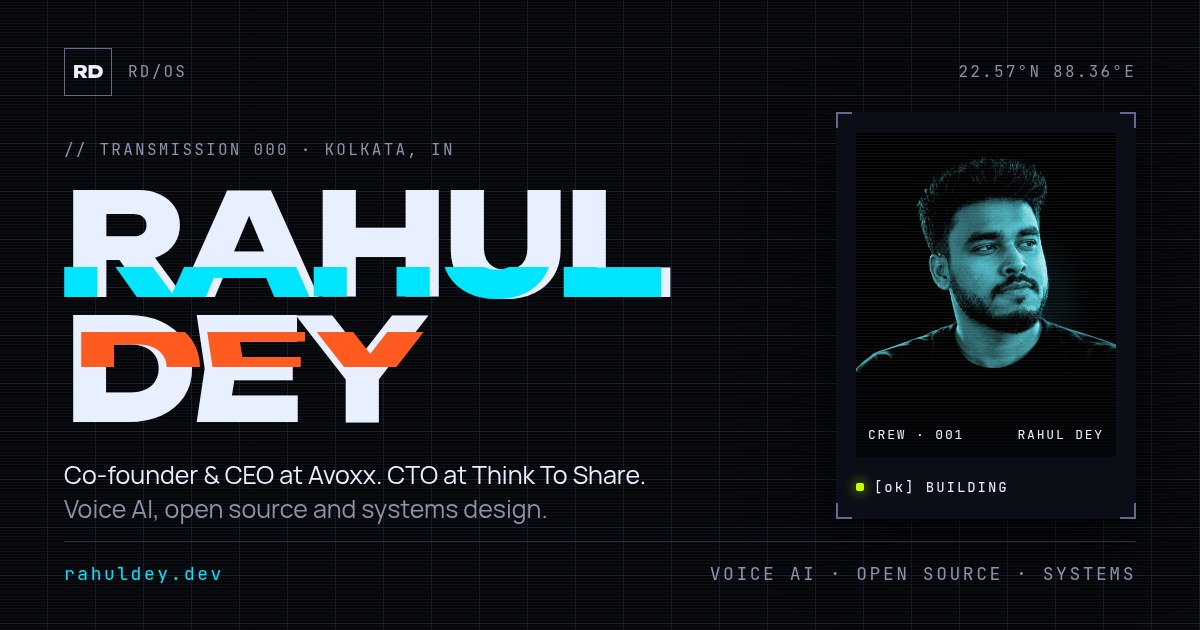 RD
RD/OS
22.57°N 88.36°E
// TRANSMISSION 000 · KOLKATA, IN
RAHUL
DEY
Co-founder & CEO at Avoxx. CTO at Think To Share.
Voice AI, open source and systems design.
CREW · 001
RAHUL DEY
[ok] BUILDING
rahuldey.dev
VOICE AI · OPEN SOURCE · SYSTEMS